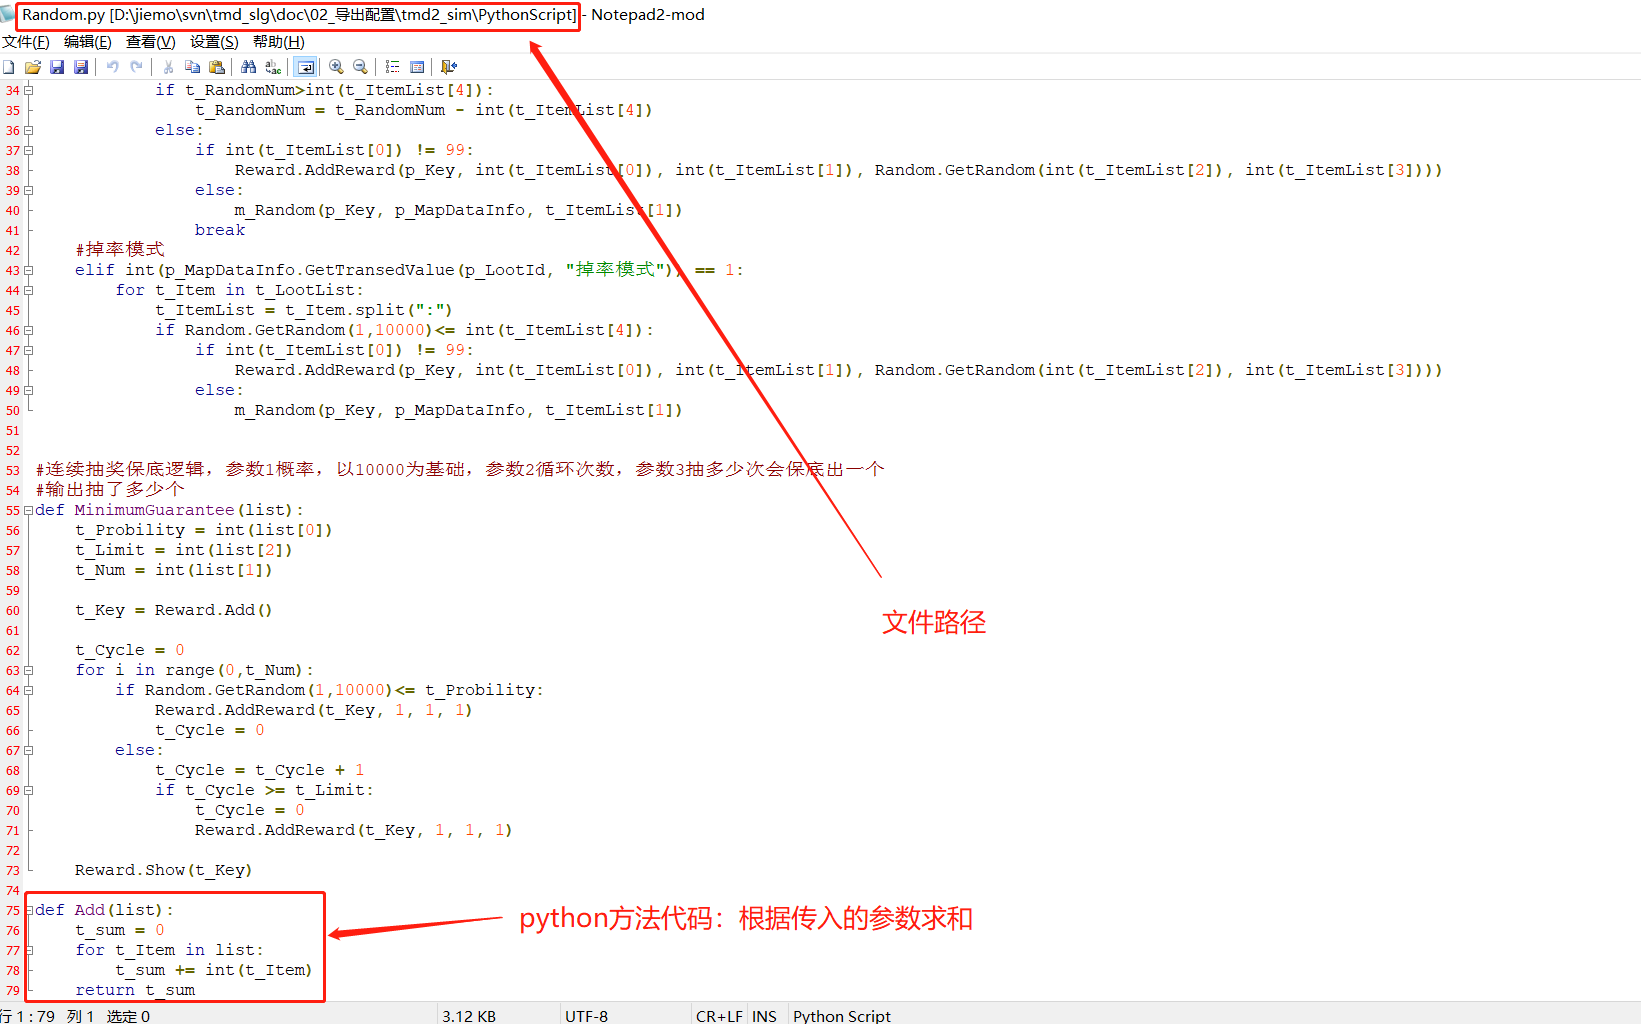 Random.py [D:\jiemo\svn\tmd_slg\doc\02_导出配置\tmd2_sim\PythonScript] - Notepad2-mod
文件(F) 编辑(E) 查看(V) 设置(S) 帮助(H)
34 if t_RandomNum>int(t_ItemList[4]):
35 t_RandomNum = t_RandomNum - int(t_ItemList[4])
36 else:
37 if int(t_ItemList[0]) != 99:
38 Reward.AddReward(p_Key, int(t_ItemList[0]), int(t_ItemList[1]), Random.GetRandom(int(t_ItemList[2]), int(t_ItemList[3])))
39 else:
40 m_Random(p_Key, p_MapDataInfo, t_ItemList[1])
41 break
42 #掉率模式
43 elif int(p_MapDataInfo.GetTransedValue(p_LootId, "掉率模式")) == 1:
44 for t_Item in t_LootList:
45 t_ItemList = t_Item.split(":")
46 if Random.GetRandom(1,10000)<= int(t_ItemList[4]):
47 if int(t_ItemList[0]) != 99:
48 Reward.AddReward(p_Key, int(t_ItemList[0]), int(t_ItemList[1]), Random.GetRandom(int(t_ItemList[2]), int(t_ItemList[3])))
49 else:
50 m_Random(p_Key, p_MapDataInfo, t_ItemList[1])
51
52
53 #连续抽奖保底逻辑，参数1概率，以10000为基础，参数2循环次数，参数3抽多少次会保底出一个
54 #输出抽了多少个
55 def MinimumGuarantee(list):
56 t_Probility = int(list[0])
57 t_Limit = int(list[2])
58 t_Num = int(list[1])
59
60 t_Key = Reward.Add()
61
文件路径
62 t_Cycle = 0
63 for i in range(0,t_Num):
64 if Random.GetRandom(1,10000)<= t_Probility:
65 Reward.AddReward(t_Key, 1, 1, 1)
66 t_Cycle = 0
67 else:
68 t_Cycle = t_Cycle + 1
69 if t_Cycle >= t_Limit:
70 t_Cycle = 0
71 Reward.AddReward(t_Key, 1, 1, 1)
72
73 Reward.Show(t_Key)
74
75 def Add(list):
python方法代码：根据传入的参数求和
76 t_sum = 0
77 for t_Item in list:
78 t_sum += int(t_Item)
79 return t_sum
行 1 : 79 列 1 选定 0 3.12 KB UTF-8 CR+LF INS Python Script